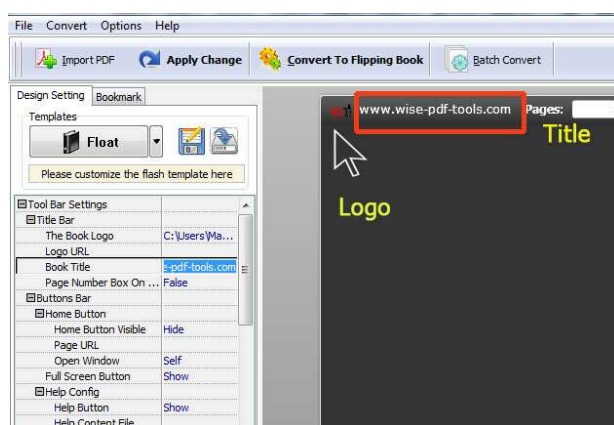 File Convert Options Help
Import PDF Apply Change Convert To Flipping Book Batch Convert
Design Setting Bookmark
Templates
Float
Please customize the flash template here
Tool Bar Settings
Title Bar
The Book Logo C:\Users\Ma...
Logo URL
Book Title e-pdf-tools.com
Page Number Box On ... False
Buttons Bar
Home Button
Home Button Visible Hide
Page URL
Open Window Self
Full Screen Button Show
Help Config
Help Button Show
Help Content File
www.wise-pdf-tools.com Pages:
Title
Logo